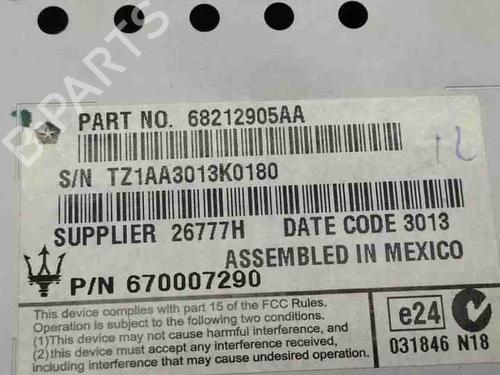 PART NO. 68212905AA
S/N TZ1AA3013K0180
SUPPLIER 26777H DATE CODE 3013
ASSEMBLED IN MEXICO
P/N 670007290
This device complies with part 15 of the FCC Rules.
Operation is subject to the following two conditions.
(1)This device may not cause harmful interference, and
(2)this device must accept any interference received,
including interference that may cause undesired operation.
e24
031846 N18
12
B-PARTS